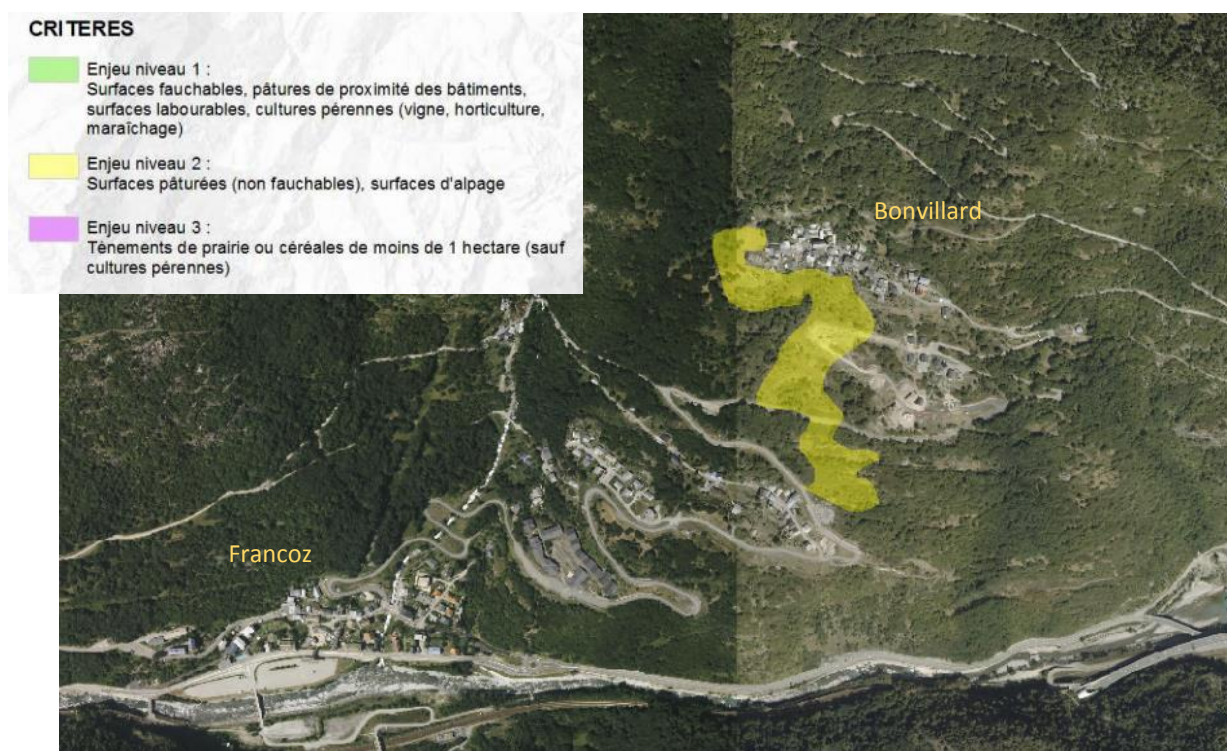 CRITERES
Enjeu niveau 1 :
Surfaces fauchables, pâtures de proximité des bâtiments,
surfaces labourables, cultures pérennes (vigne, horticulture,
maraîchage)
Enjeu niveau 2 :
Surfaces pâturées (non fauchables), surfaces d'alpage
Enjeu niveau 3 :
Tènements de prairie ou céréales de moins de 1 hectare (sauf
cultures pérennes)
Bonvillard
Francoz